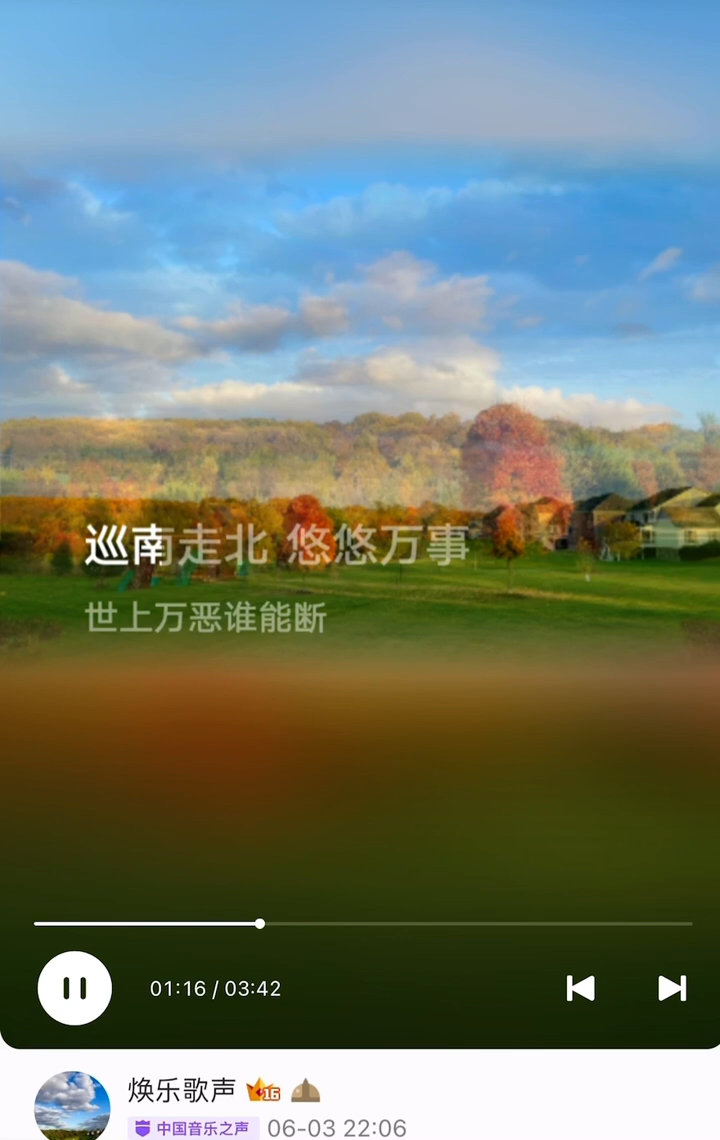 巡南走北 悠悠万事
世上万恶谁能断
01:16 / 03:42
焕乐歌声 16
中国音乐之声 06-03 22:06